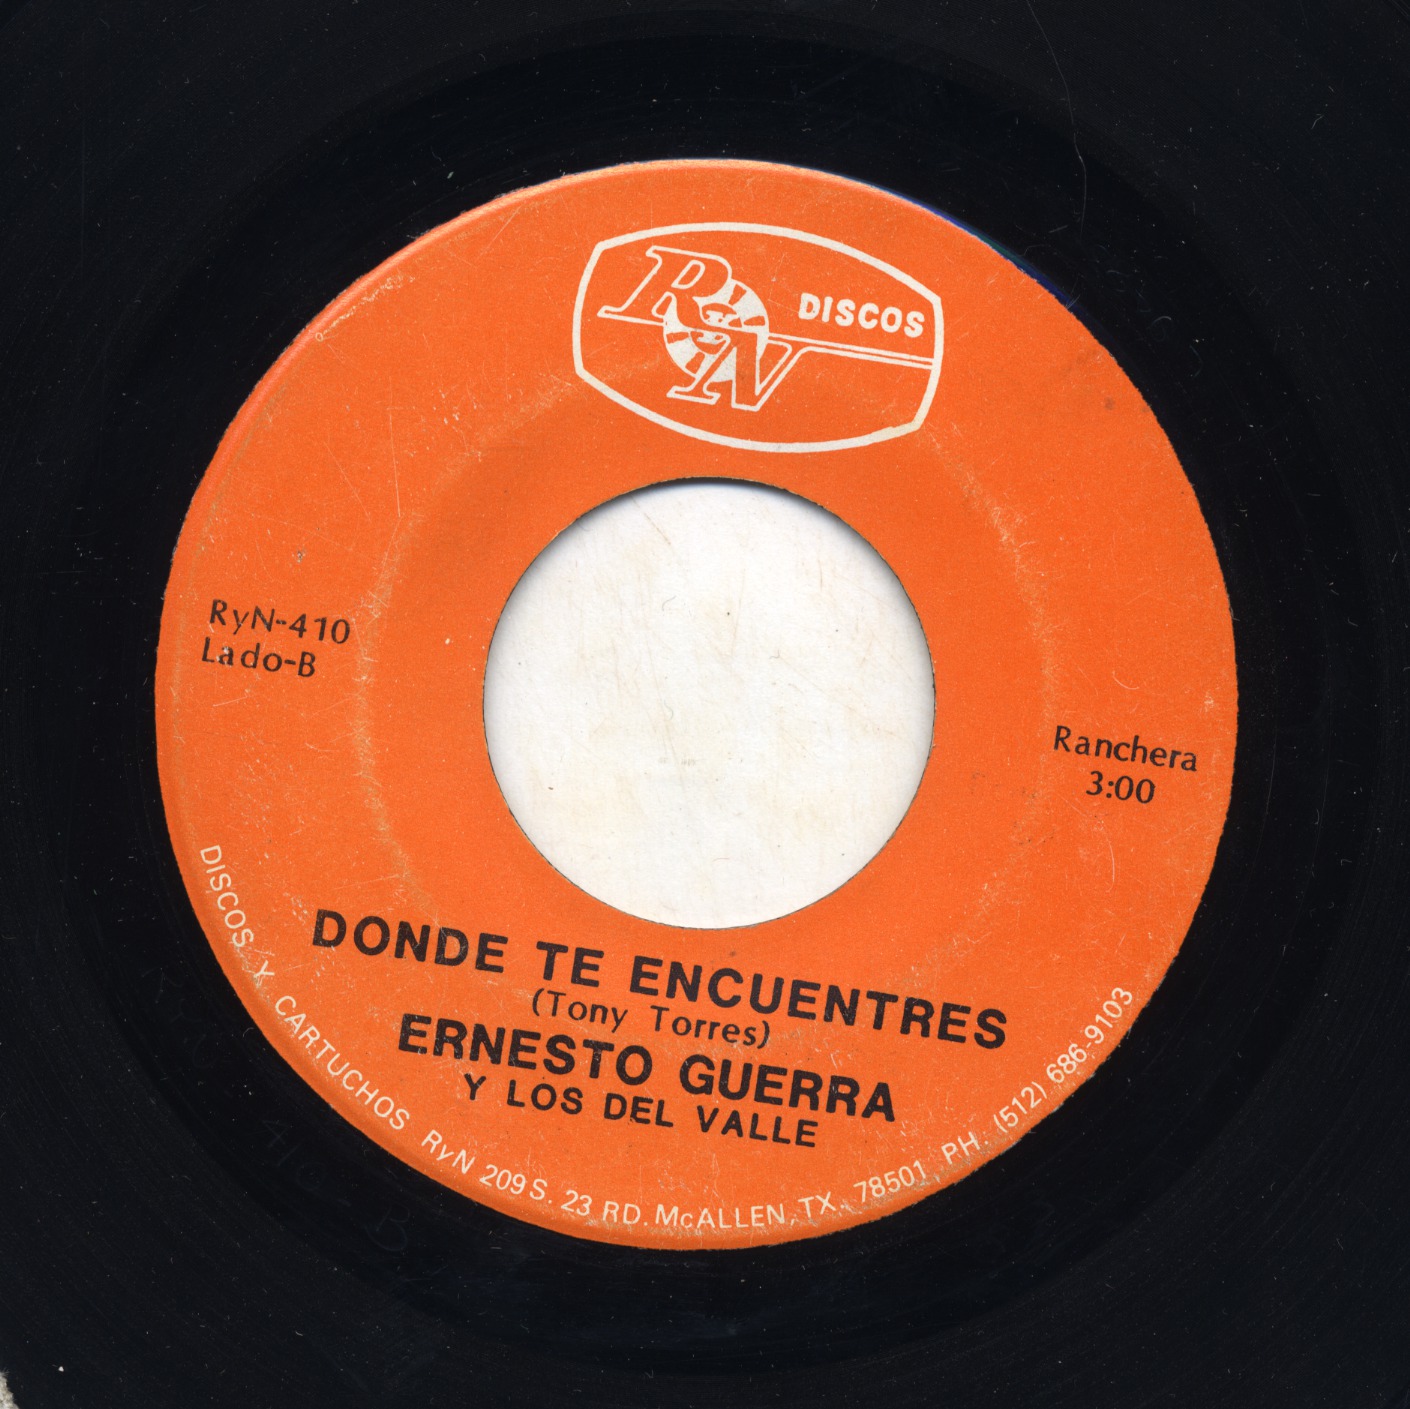 RyN DISCOS
RyN-410
Lado-B
Ranchera
3:00
DONDE TE ENCUENTRES
(Tony Torres)
ERNESTO GUERRA
Y LOS DEL VALLE
DISCOS Y CARTUCHOS RyN 209 S. 23 RD. McALLEN, TX. 78501 PH. (512) 686-9103